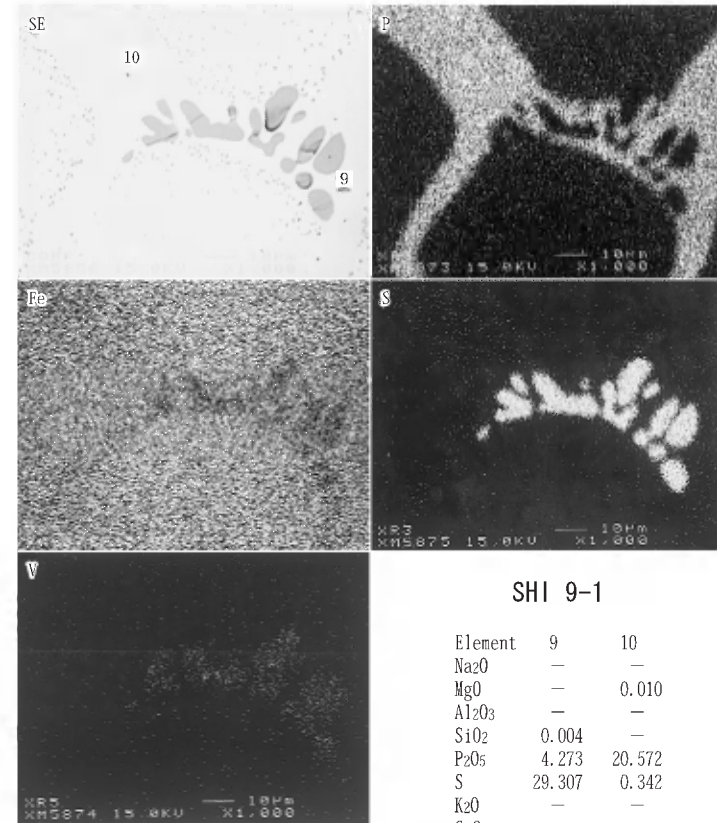 SE
10
9
P
15.0KV X1,000 10μm
Fe
S
XR3 10μm
XM5875 15.0KV X1,000
V
XR5 10μm
XM5874 15.0KV X1,000
SHI 9-1
Element 9 10
Na₂O — —
MgO — 0.010
Al₂O₃ — —
SiO₂ 0.004 —
P₂O₅ 4.273 20.572
S 29.307 0.342
K₂O — —